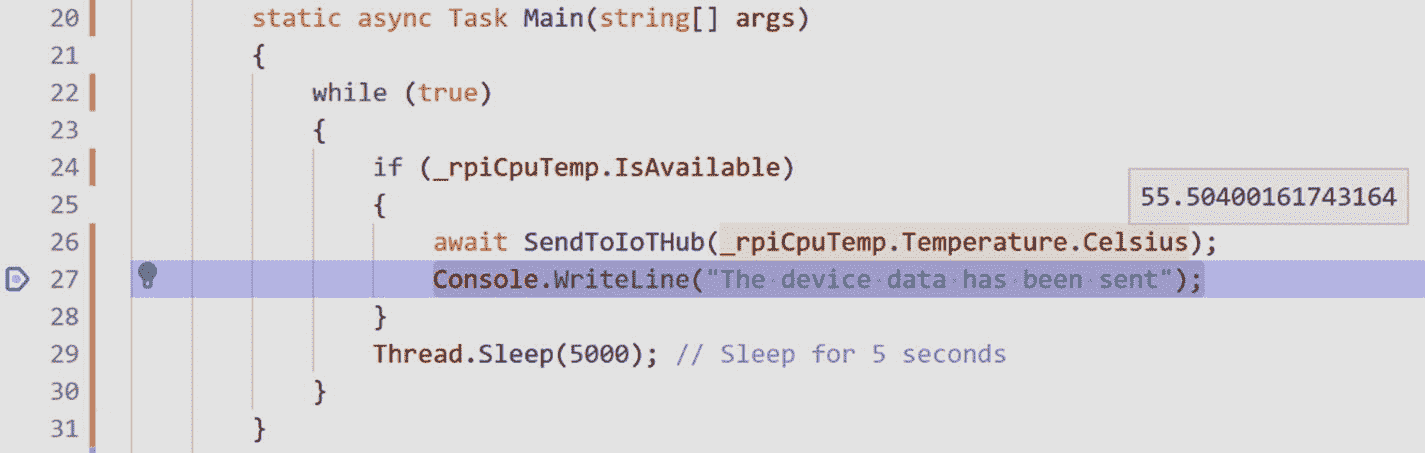 20 static async Task Main(string[] args)
21 {
22 while (true)
23 {
24 if (_rpiCpuTemp.IsAvailable)
25 {
55.50400161743164
26 await SendToIoTHub(_rpiCpuTemp.Temperature.Celsius);
27 Console.WriteLine("The device data has been sent");
28 }
29 Thread.Sleep(5000); // Sleep for 5 seconds
30 }
31 }